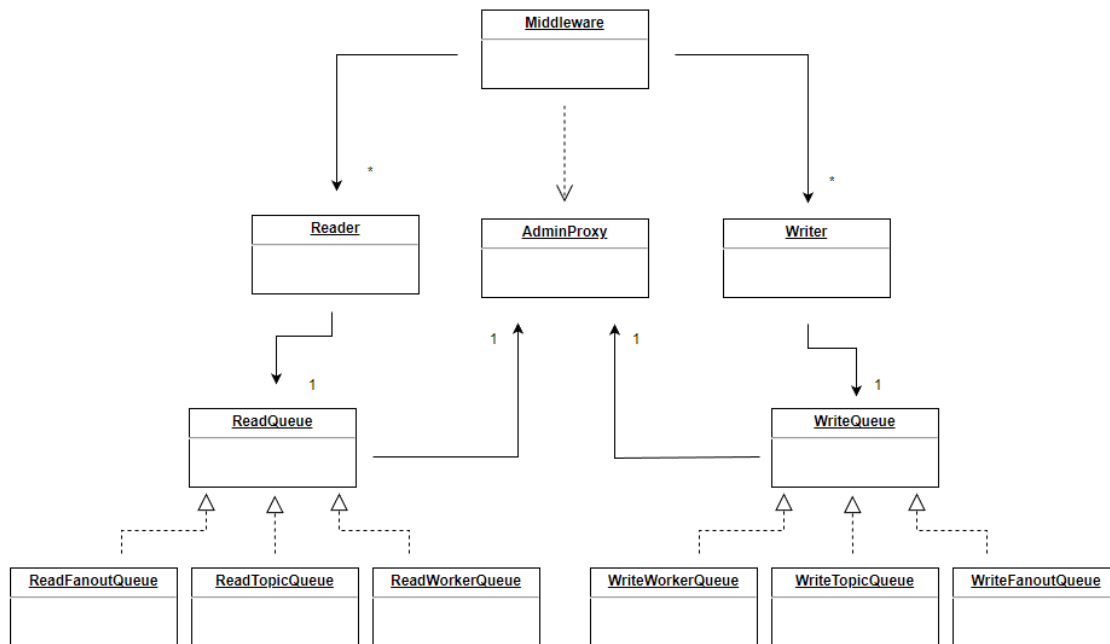 Middleware
*
*
Reader
AdminProxy
Writer
1
1
1
1
ReadQueue
WriteQueue
ReadFanoutQueue
ReadTopicQueue
ReadWorkerQueue
WriteWorkerQueue
WriteTopicQueue
WriteFanoutQueue